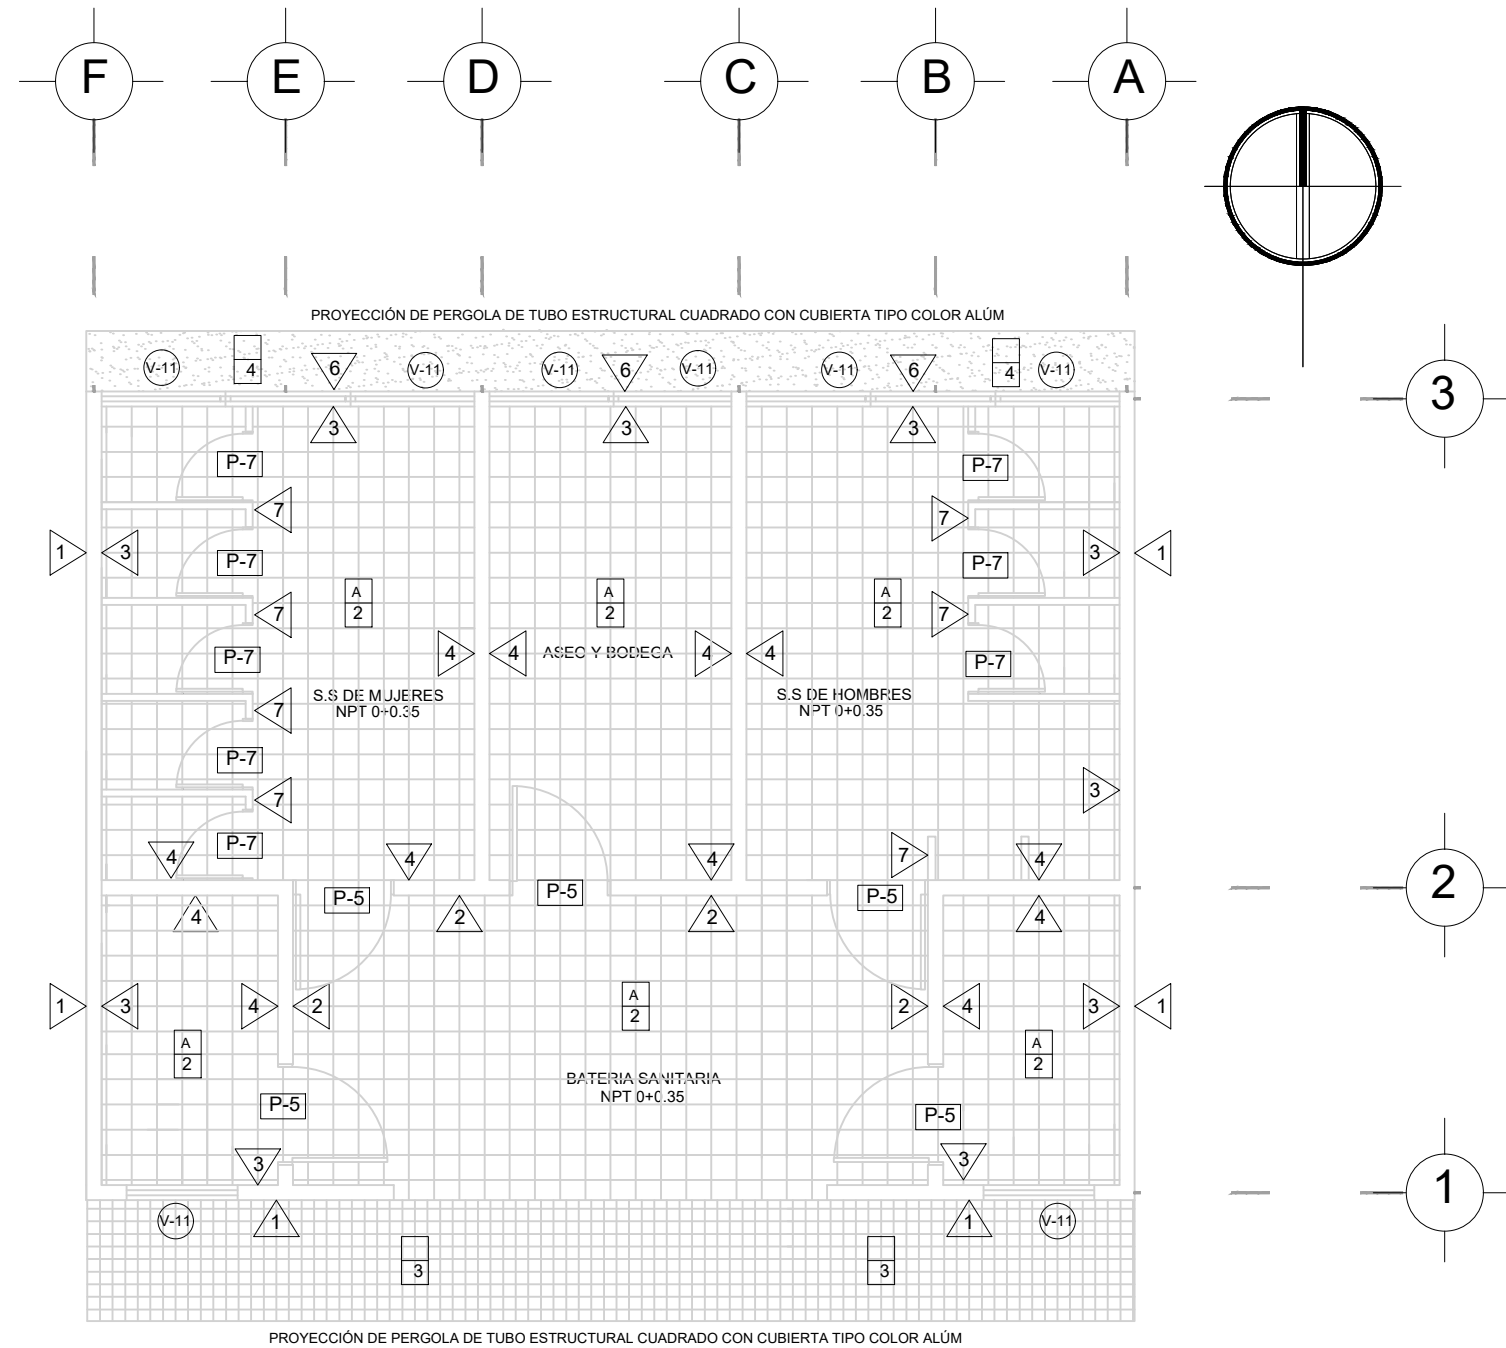 F E D C B A
PROYECCIÓN DE PERGOLA DE TUBO ESTRUCTURAL CUADRADO CON CUBIERTA TIPO COLOR ALÚM
V-11 4 6 V-11 V-11 6 V-11 V-11 6 4 V-11
3
3 3 3
P-7 P-7
7 7
1 3 3 1
P-7 P-7
A 2 A 2 A 2
7 7
P-7 P-7
4 4 ASEO Y BODEGA 4 4
S.S DE MUJERES
NPT 0+0.35
S.S DE HOMBRES
NPT 0+0.35
7
P-7
7 3
P-7
4 4 4 7 4
2
P-5 P-5 P-5
4 2 2 4
1 3 4 2 2 4 3 1
A 2
A 2 A 2
BATERIA SANITARIA
NPT 0+0.35
P-5 P-5
3 3
1
V-11 1 1 V-11
3 3
PROYECCIÓN DE PERGOLA DE TUBO ESTRUCTURAL CUADRADO CON CUBIERTA TIPO COLOR ALÚM